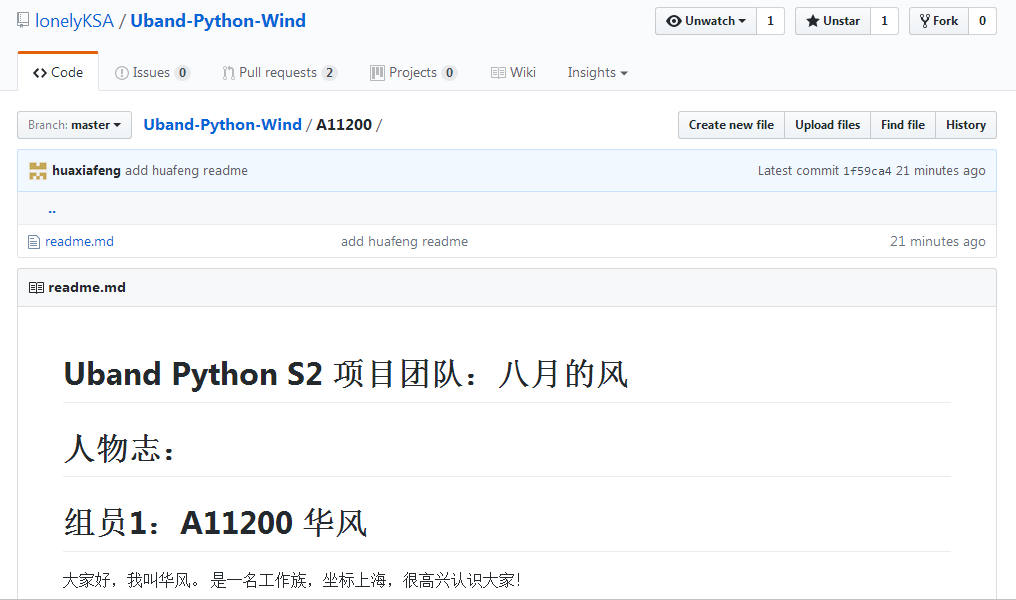 lonelyKSA / Uband-Python-Wind Unwatch 1 Unstar 1 Fork 0
Code Issues 0 Pull requests 2 Projects 0 Wiki Insights
Branch: master Uband-Python-Wind / A11200 / Create new file Upload files Find file History
huaxiafeng add huafeng readme Latest commit 1f59ca4 21 minutes ago
..
readme.md add huafeng readme 21 minutes ago
readme.md
Uband Python S2 项目团队：八月的风
人物志：
组员1：A11200 华风
大家好，我叫华风。 是一名工作族，坐标上海，很高兴认识大家！